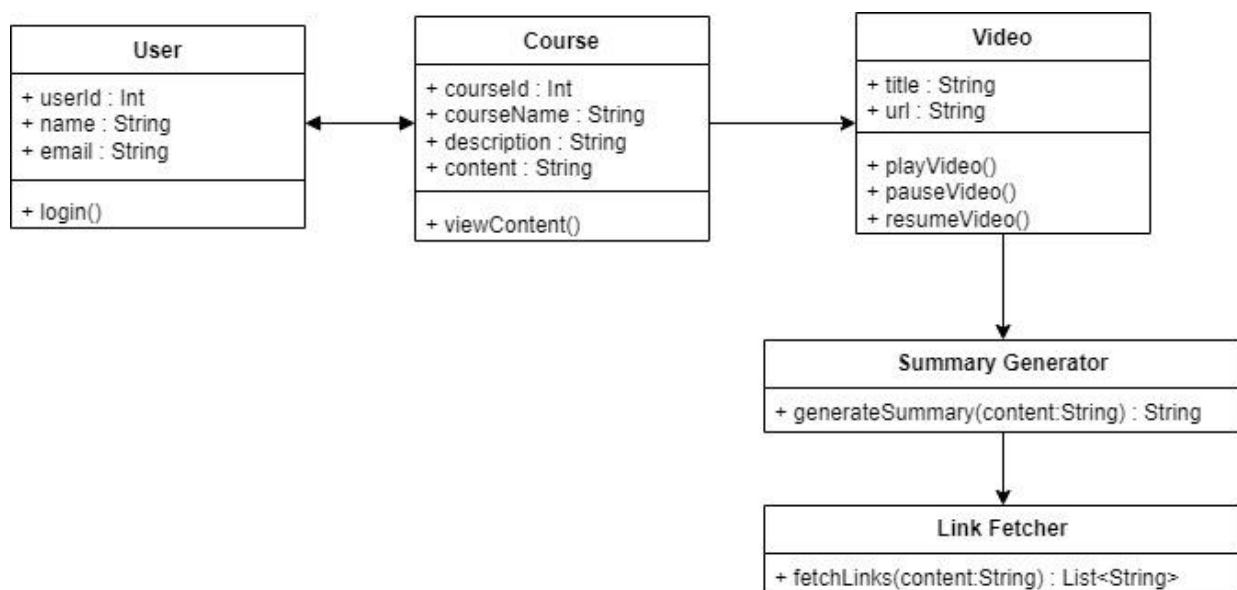 User
+ userId : Int
+ name : String
+ email : String
+ login()
Course
+ courseId : Int
+ courseName : String
+ description : String
+ content : String
+ viewContent()
Video
+ title : String
+ url : String
+ playVideo()
+ pauseVideo()
+ resumeVideo()
Summary Generator
+ generateSummary(content:String) : String
Link Fetcher
+ fetchLinks(content:String) : List<String>